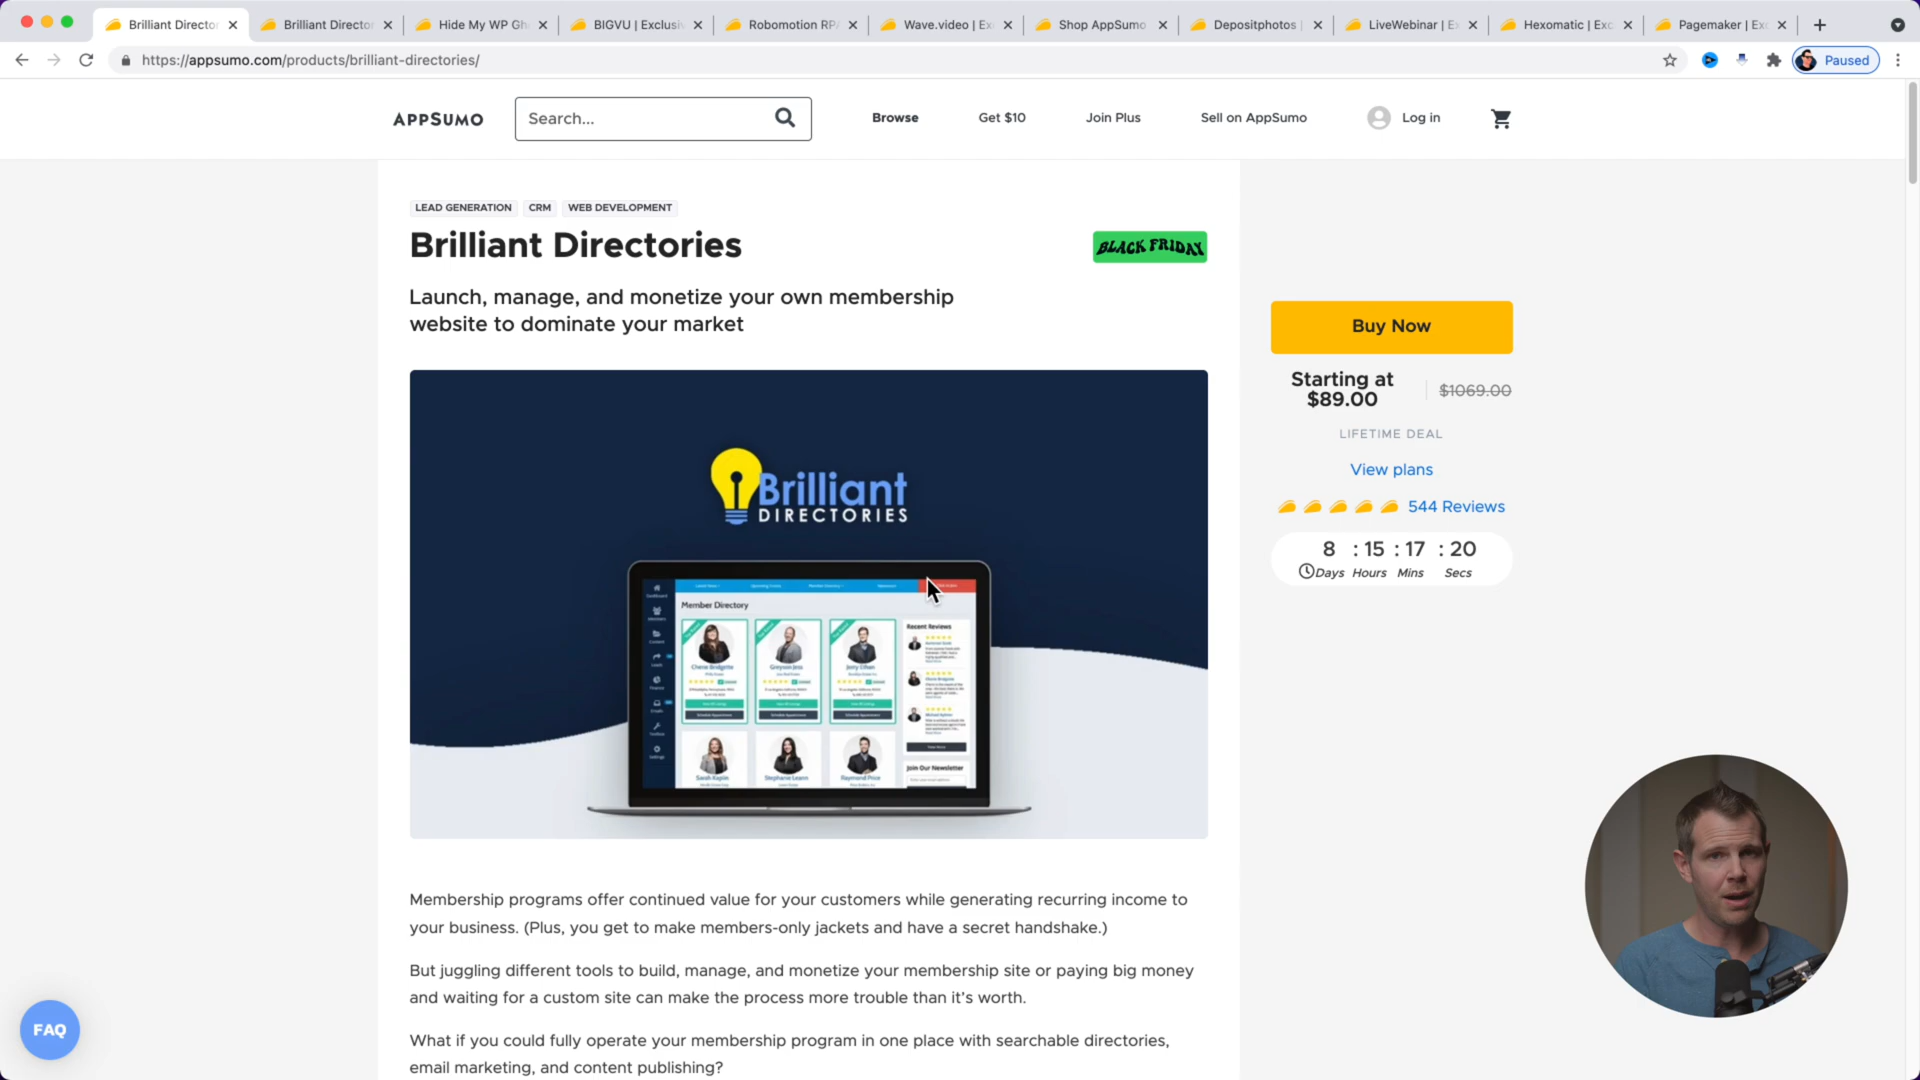 Brilliant Director
Brilliant Director
Hide My WP Gh
BIGVU | Exclusiv
Robomotion RP
Wave.video | Ex
Shop AppSumo
Depositphotos |
LiveWebinar | E
Hexomatic | Exc
Pagemaker | Exc
https://appsumo.com/products/brilliant-directories/
Paused
APPSUMO
Search...
Browse
Get $10
Join Plus
Sell on AppSumo
Log in
LEAD GENERATION
CRM
WEB DEVELOPMENT
Brilliant Directories
BLACK FRIDAY
Launch, manage, and monetize your own membership
website to dominate your market
Buy Now
Starting at
$89.00
$1069.00
LIFETIME DEAL
View plans
544 Reviews
8 : 15 : 17 : 20
Days Hours Mins Secs
Brilliant
DIRECTORIES
Member Directory
Recent Reviews
Join Our Newsletter
Membership programs offer continued value for your customers while generating recurring income to
your business. (Plus, you get to make members-only jackets and have a secret handshake.)
But juggling different tools to build, manage, and monetize your membership site or paying big money
and waiting for a custom site can make the process more trouble than it's worth.
What if you could fully operate your membership program in one place with searchable directories,
email marketing, and content publishing?
FAQ